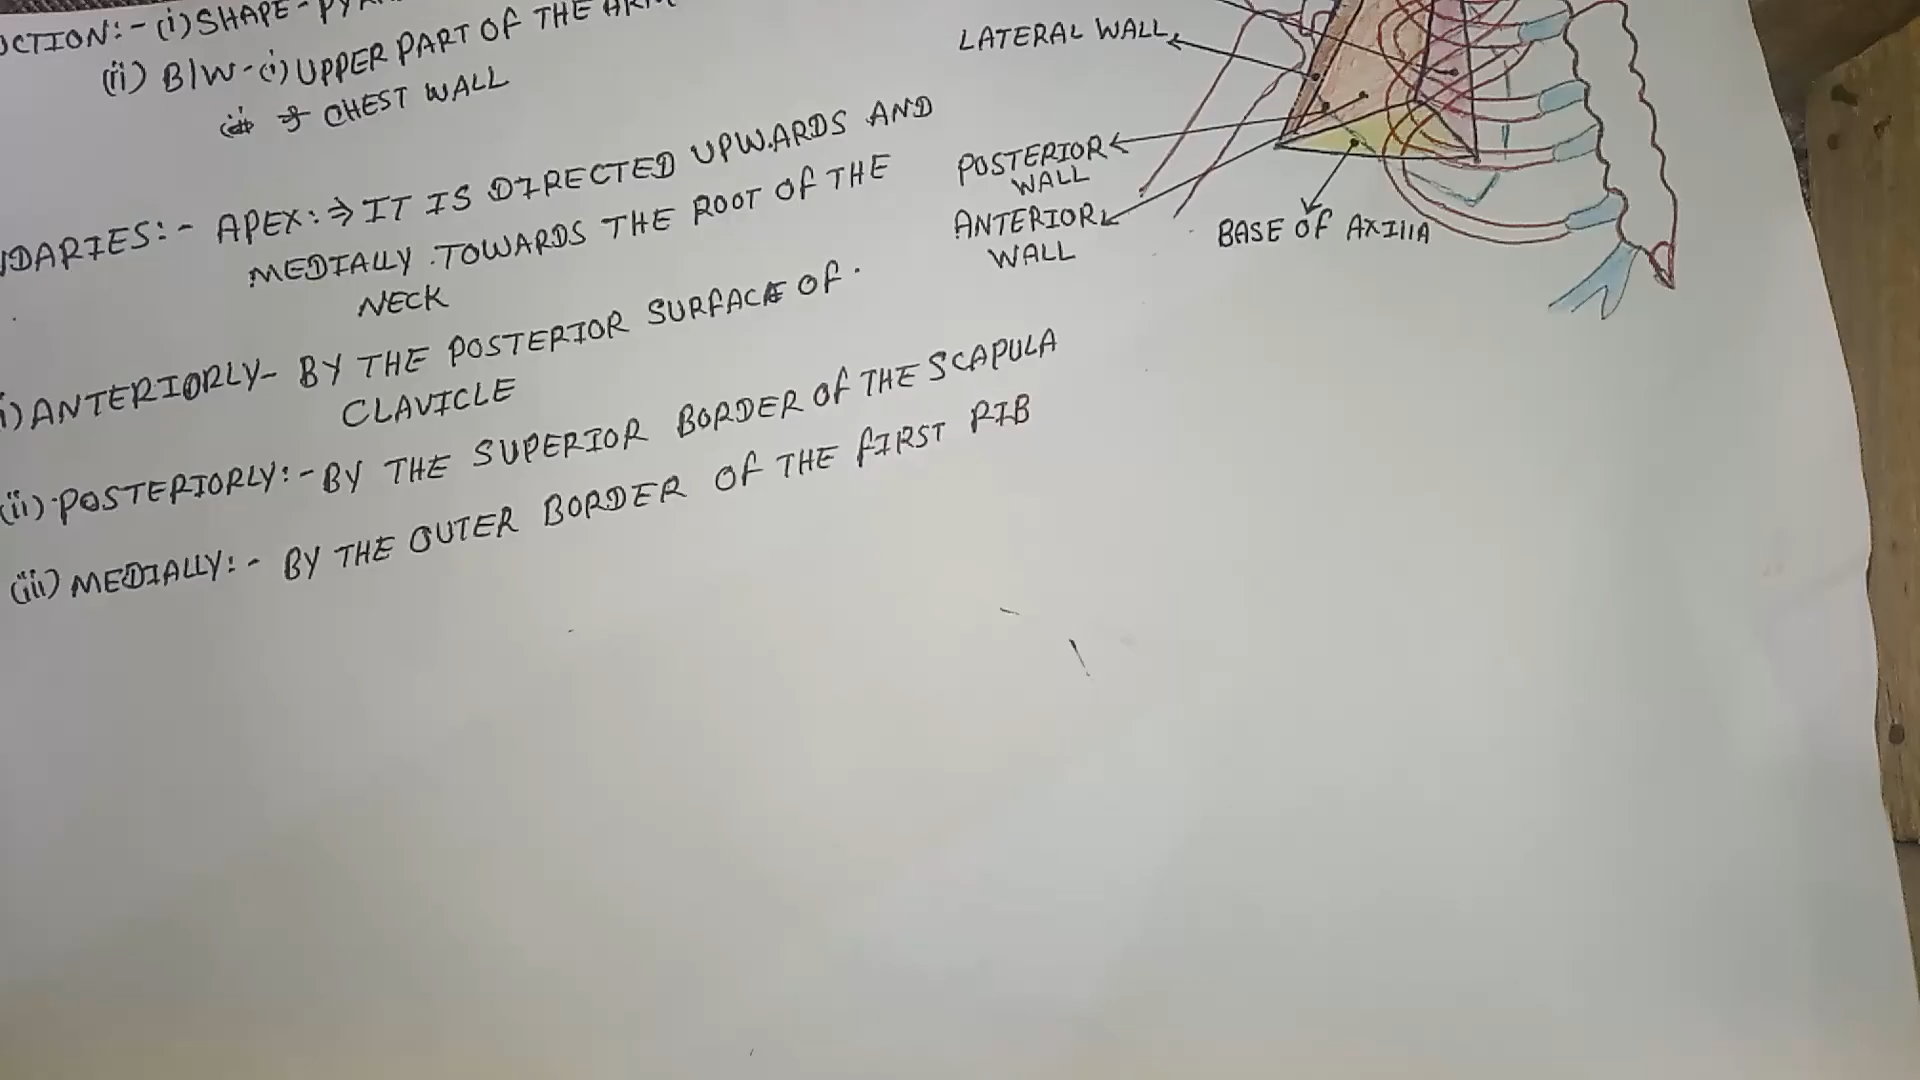 (i) SHAPE-
(ii) B/W-(i) UPPER PART OF THE ARM
CHEST WALL
APEX:⇒ IT IS DIRECTED UPWARDS AND
MEDIALLY TOWARDS THE ROOT OF THE
NECK
i) ANTERIORLY- BY THE POSTERIOR SURFACE OF
CLAVICLE
(ii) POSTERIORLY:- BY THE SUPERIOR BORDER OF THE SCAPULA
(iii) MEDIALLY:- BY THE OUTER BORDER OF THE FIRST RIB
LATERAL WALL
POSTERIOR
WALL
ANTERIOR
WALL
BASE OF AXIllA